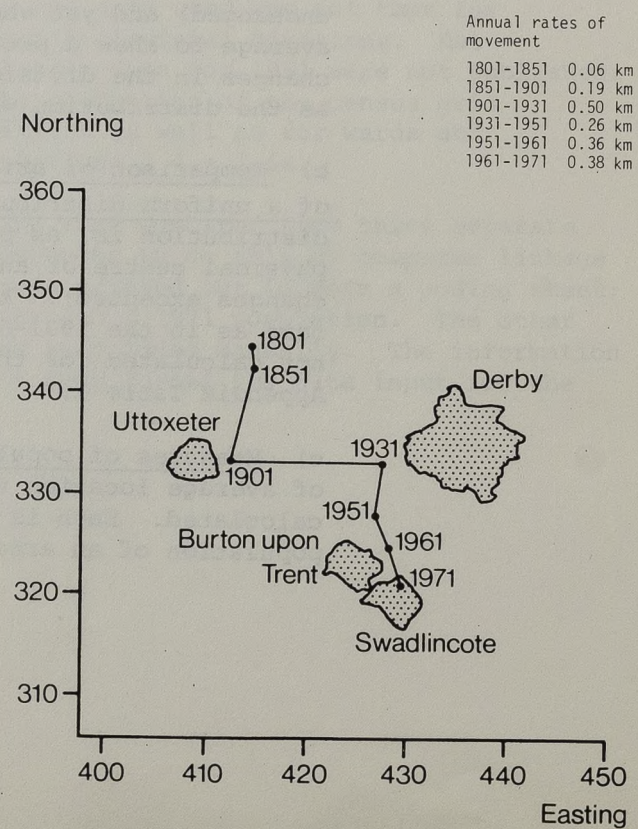 Annual rates of
movement
1801-1851 0.06 km
1851-1901 0.19 km
1901-1931 0.50 km
1931-1951 0.26 km
1951-1961 0.36 km
1961-1971 0.38 km
Northing
360
350
340
330
320
310
1801
1851
Derby
Uttoxeter
1931
1901
1951
Burton upon
Trent
1961
1971
Swadlincote
400 410 420 430 440 450
Easting